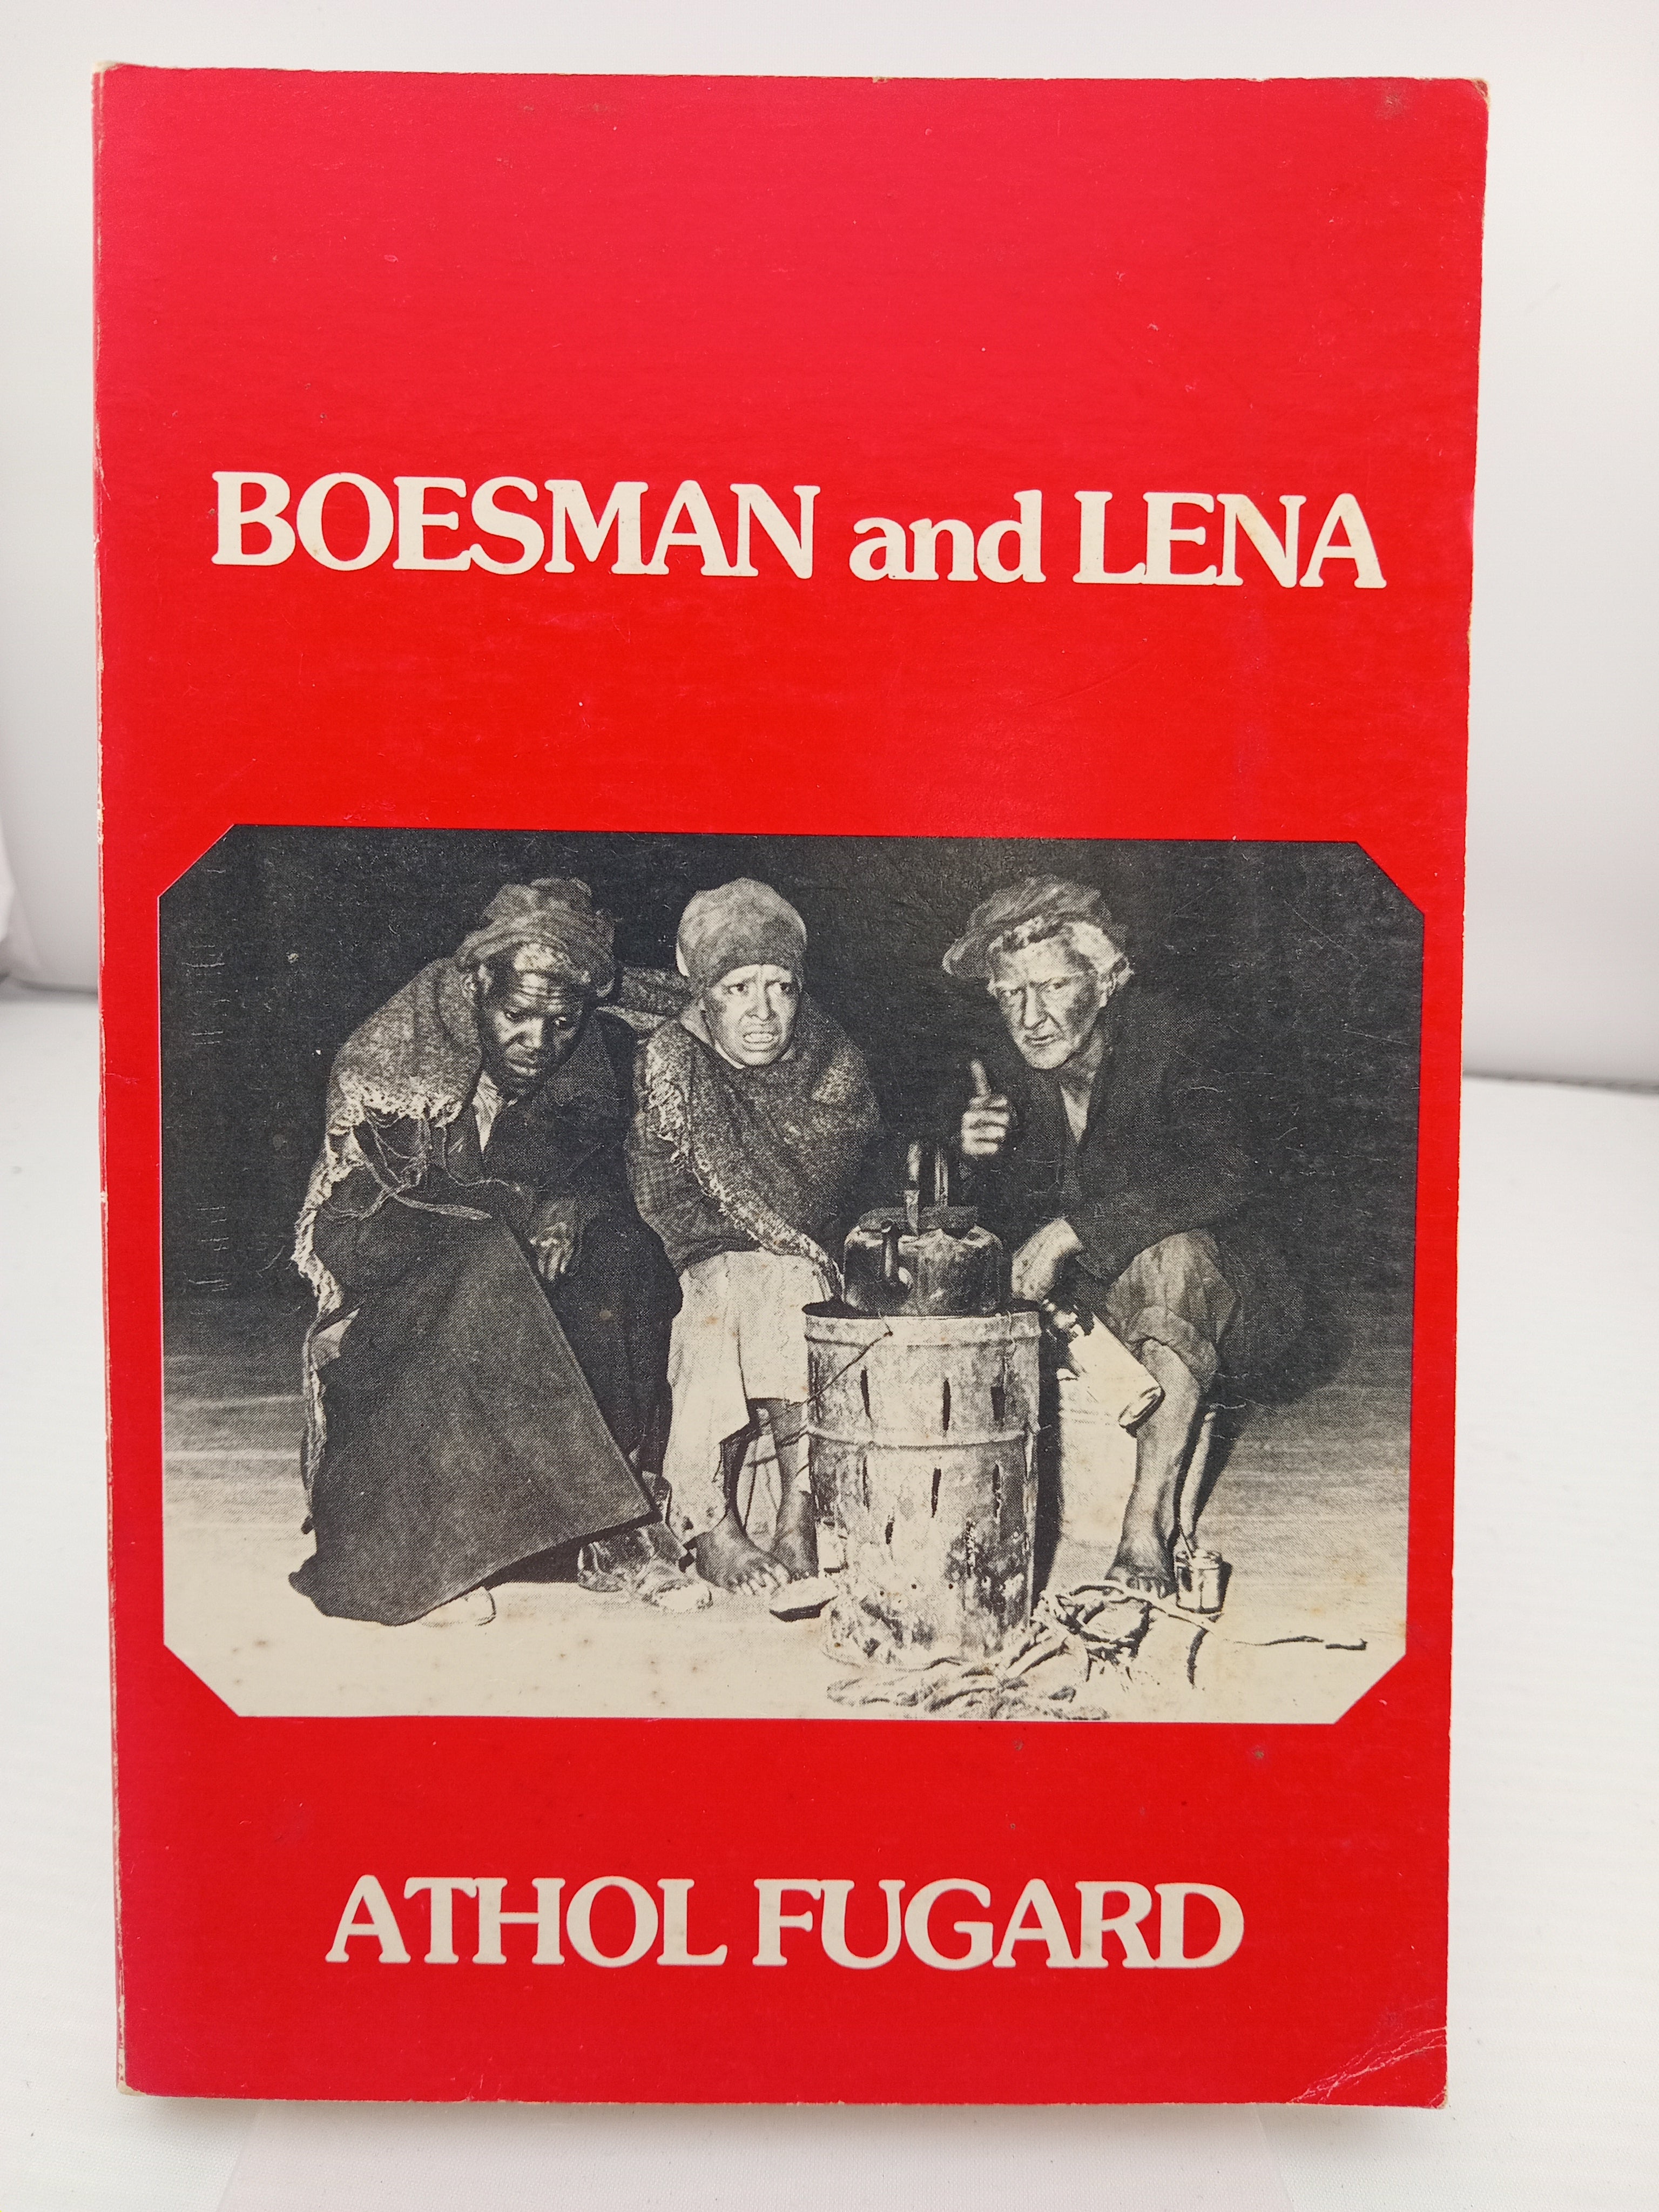 BOESMAN and LENA
ATHOL FUGARD